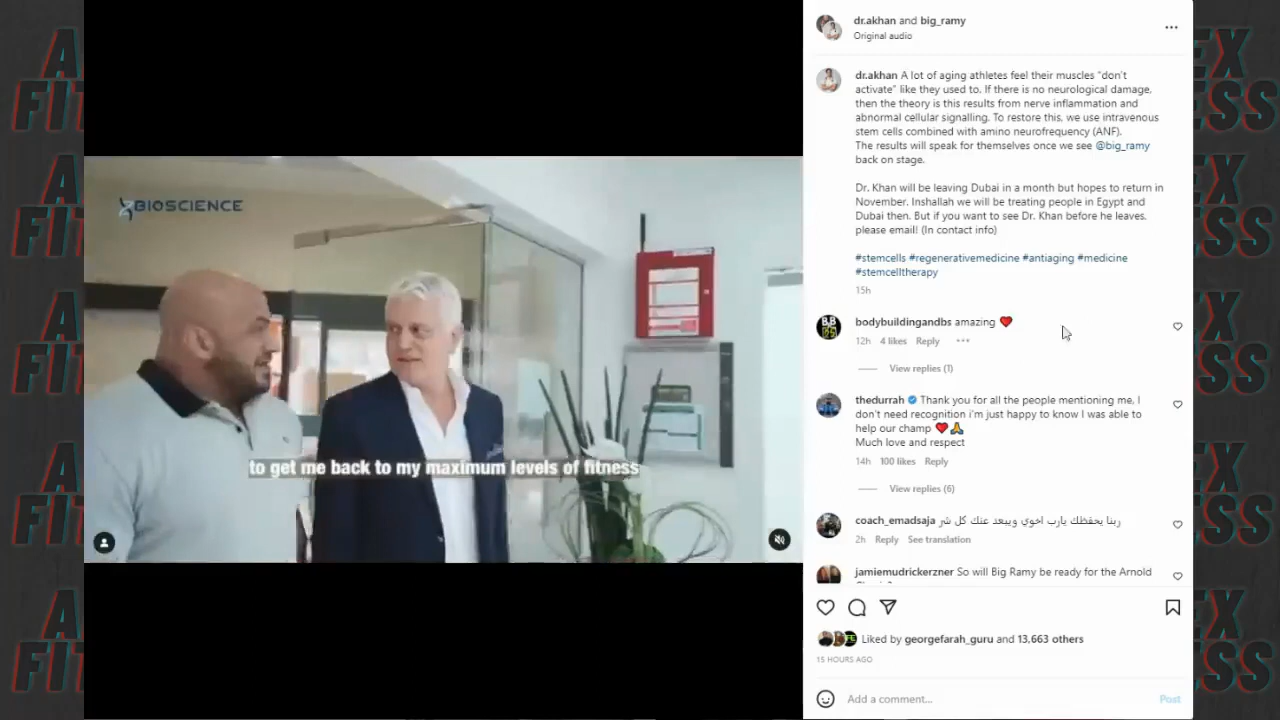 BIOSCIENCE
to get me back to my maximum levels of fitness
dr.akhan and big_ramy
Original audio
dr.akhan A lot of aging athletes feel their muscles “don’t
activate” like they used to. If there is no neurological damage,
then the theory is this results from nerve inflammation and
abnormal cellular signalling. To restore this, we use intravenous
stem cells combined with amino neurofrequency (ANF).
The results will speak for themselves once we see @big_ramy
back on stage.
Dr. Khan will be leaving Dubai in a month but hopes to return in
November. Inshallah we will be treating people in Egypt and
Dubai then. But if you want to see Dr. Khan before he leaves,
please email! (In contact info)
#stemcells #regenerativemedicine #antiaging #medicine
#stemcelltherapy
15h
bodybuildingandbs amazing ❤️
12h 4 likes Reply
View replies (1)
thedurrah Thank you for all the people mentioning me, I
don’t need recognition i’m just happy to know I was able to
help our champ ❤️🙏
Much love and respect
14h 100 likes Reply
View replies (6)
coach_emadsaja ربنا يحفظك يارب اخوي ويبعد عنك كل شر
2h Reply See translation
jamiemudrickerzner So will Big Ramy be ready for the Arnold
Liked by georgefarah_guru and 13,663 others
15 HOURS AGO
Add a comment...
Post